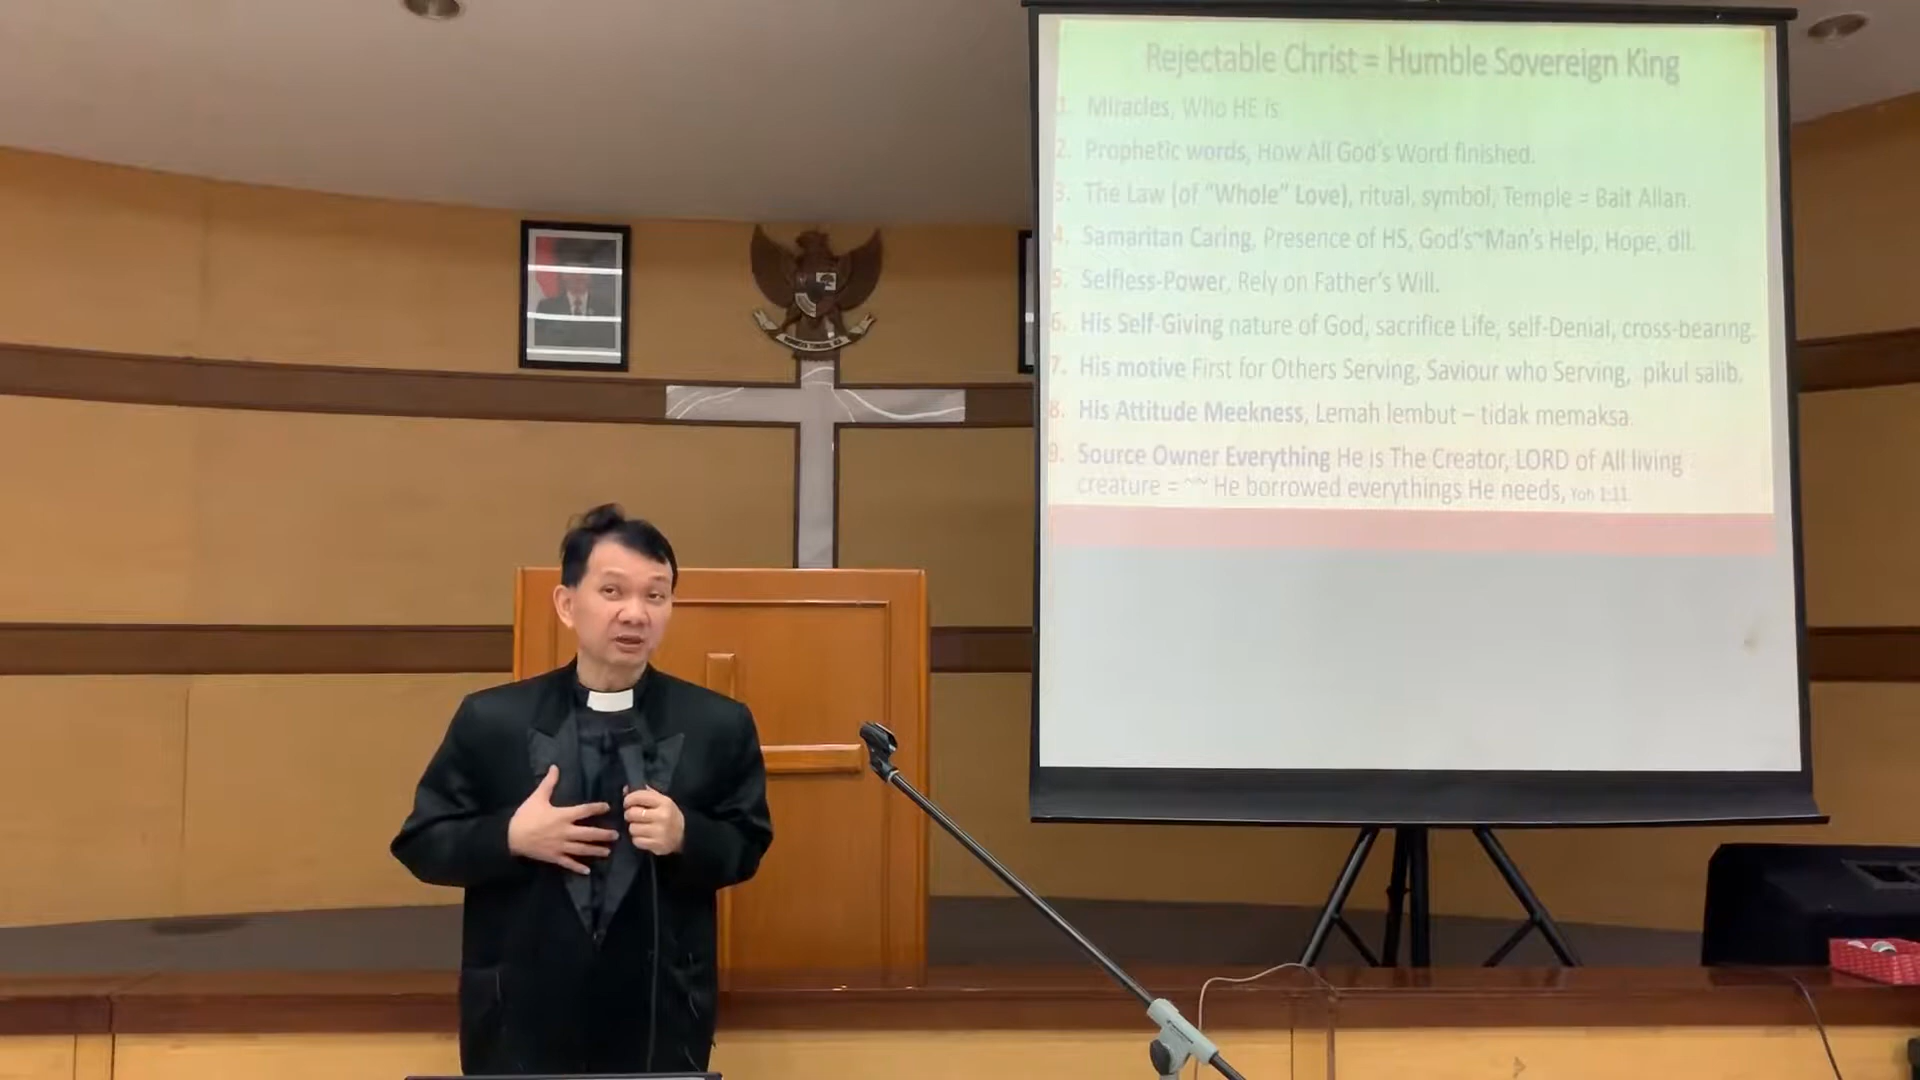 Rejectable Christ = Humble Sovereign King
1. Miracles, Who HE is.
2. Prophetic words, How All God's Word finished.
3. The Law (of "Whole" Love), ritual, symbol, Temple = Bait Allah.
4. Samaritan Caring, Presence of HS, God's~Man's Help, Hope, dll.
5. Selfless-Power, Rely on Father's Will.
6. His Self-Giving nature of God, sacrifice Life, self-Denial, cross-bearing.
7. His motive First for Others Serving, Saviour who Serving, pikul salib.
8. His Attitude Meekness, Lemah lembut – tidak memaksa.
9. Source Owner Everything He is The Creator, LORD of All living
creature = ~~ He borrowed everythings He needs, Yoh 1:11